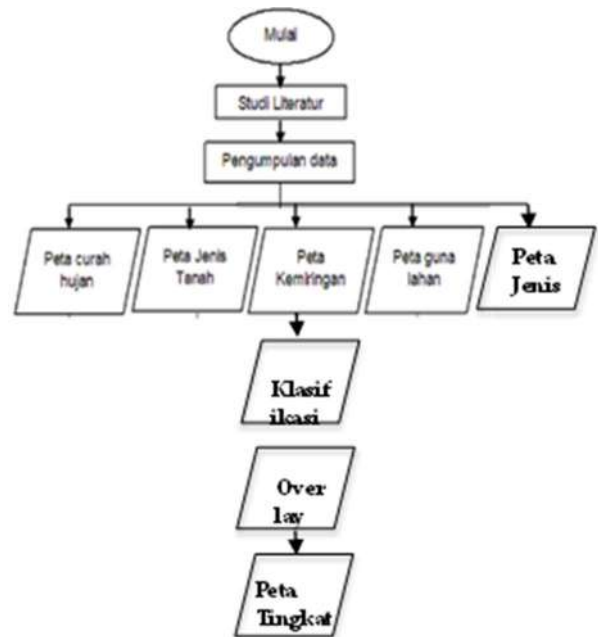 Mulai
Studi Literatur
Pengumpulan data
Peta curah
hujan
Peta Jenis
Tanah
Peta
Kemiringan
Peta guna
lahan
Peta
Jenis
Klasif
ikasi
Over
lay
Peta
Tingkat